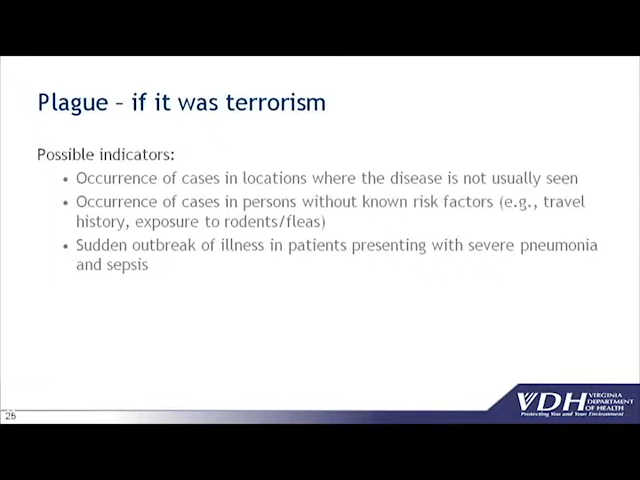 Plague – if it was terrorism
Possible indicators:
• Occurrence of cases in locations where the disease is not usually seen
• Occurrence of cases in persons without known risk factors (e.g., travel
history, exposure to rodents/fleas)
• Sudden outbreak of illness in patients presenting with severe pneumonia
and sepsis
25
VDH VIRGINIA
DEPARTMENT
OF HEALTH
Protecting You and Your Environment